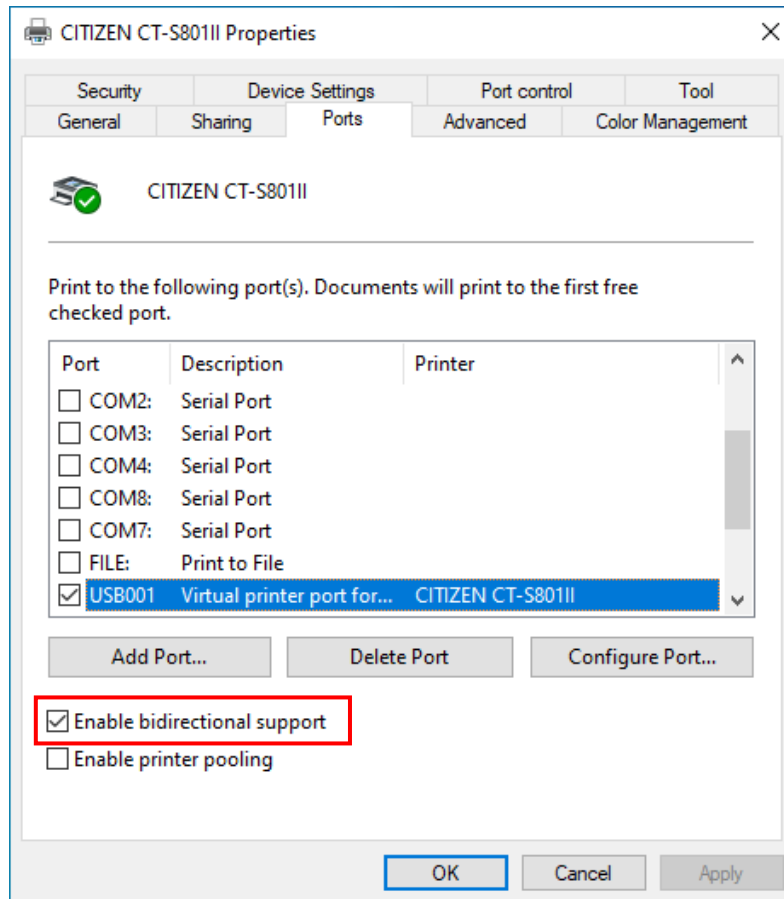 CITIZEN CT-S801II Properties
Security Device Settings Port control Tool
General Sharing Ports Advanced Color Management
CITIZEN CT-S801II
Print to the following port(s). Documents will print to the first free
checked port.
Port Description Printer
COM2: Serial Port
COM3: Serial Port
COM4: Serial Port
COM8: Serial Port
COM7: Serial Port
FILE: Print to File
USB001 Virtual printer port for... CITIZEN CT-S801II
Add Port... Delete Port Configure Port...
Enable bidirectional support
Enable printer pooling
OK Cancel Apply